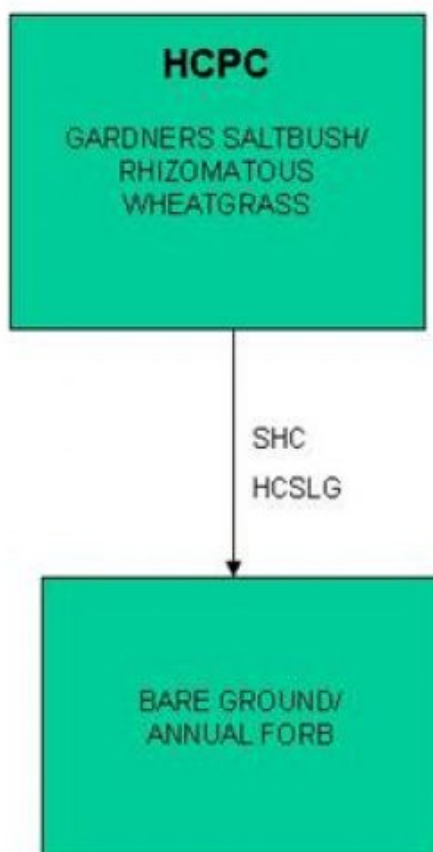 HCPC
GARDNERS SALTBUSH/
RHIZOMATOUS
WHEATGRASS
SHC
HCSLG
BARE GROUND/
ANNUAL FORB